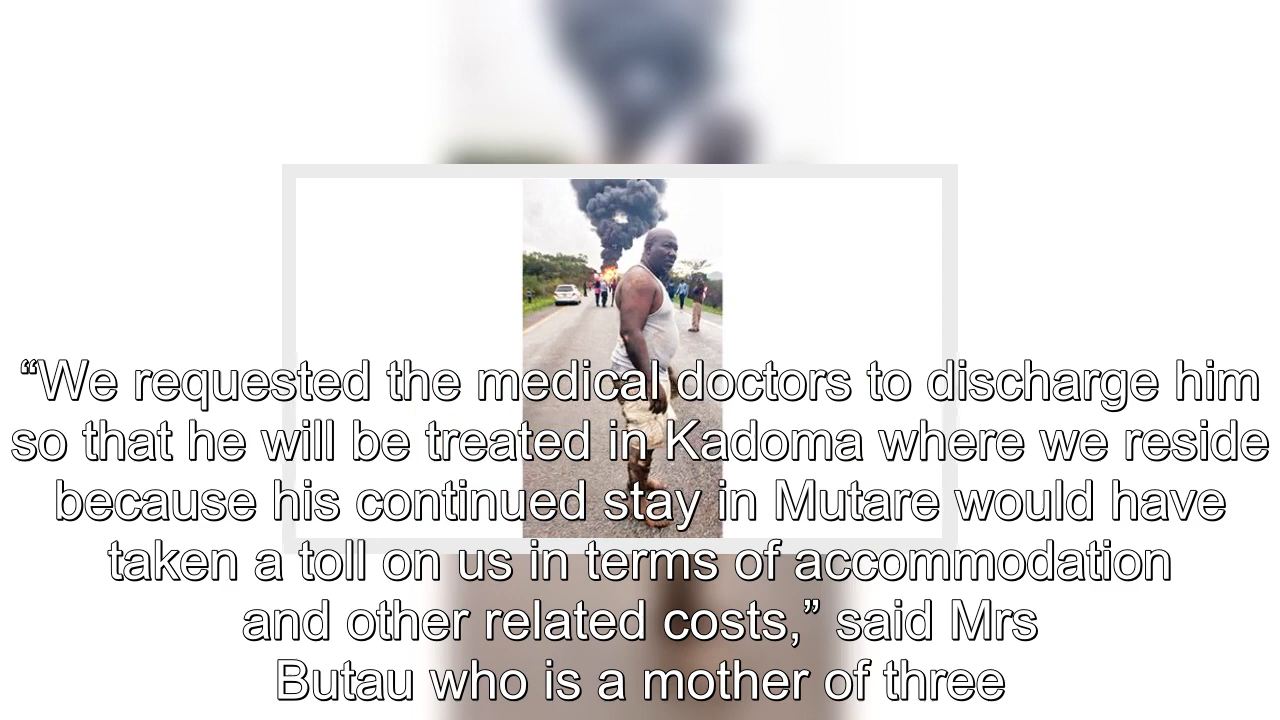 “We requested the medical doctors to discharge him
so that he will be treated in Kadoma where we reside
because his continued stay in Mutare would have
taken a toll on us in terms of accommodation
and other related costs,” said Mrs
Butau who is a mother of three